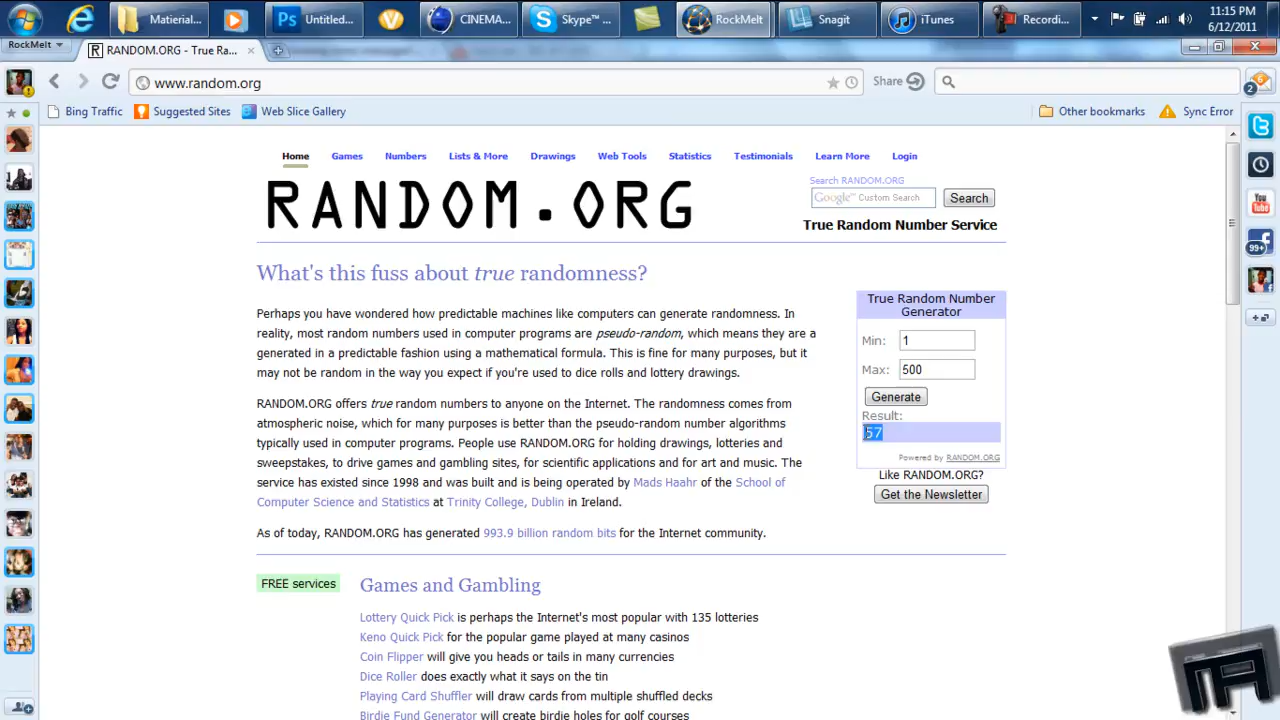 Material...
Ps Untitled...
CINEMA...
Skype™ ...
RockMelt
Snagit
iTunes
Recordi...
11:15 PM
6/12/2011
RockMelt
R RANDOM.ORG - True Ra...
www.random.org
Share
2
Bing Traffic
Suggested Sites
Web Slice Gallery
Other bookmarks
Sync Error
Home Games Numbers Lists & More Drawings Web Tools Statistics Testimonials Learn More Login
Search RANDOM.ORG
Google™ Custom Search
Search
RANDOM.ORG
True Random Number Service
What's this fuss about true randomness?
Perhaps you have wondered how predictable machines like computers can generate randomness. In
reality, most random numbers used in computer programs are pseudo-random, which means they are a
generated in a predictable fashion using a mathematical formula. This is fine for many purposes, but it
may not be random in the way you expect if you're used to dice rolls and lottery drawings.
RANDOM.ORG offers true random numbers to anyone on the Internet. The randomness comes from
atmospheric noise, which for many purposes is better than the pseudo-random number algorithms
typically used in computer programs. People use RANDOM.ORG for holding drawings, lotteries and
sweepstakes, to drive games and gambling sites, for scientific applications and for art and music. The
service has existed since 1998 and was built and is being operated by Mads Haahr of the School of
Computer Science and Statistics at Trinity College, Dublin in Ireland.
As of today, RANDOM.ORG has generated 993.9 billion random bits for the Internet community.
True Random Number
Generator
Min: 1
Max: 500
Generate
Result:
57
Powered by RANDOM.ORG
Like RANDOM.ORG?
Get the Newsletter
You
Tube
99+
FREE services
Games and Gambling
Lottery Quick Pick is perhaps the Internet's most popular with 135 lotteries
Keno Quick Pick for the popular game played at many casinos
Coin Flipper will give you heads or tails in many currencies
Dice Roller does exactly what it says on the tin
Playing Card Shuffler will draw cards from multiple shuffled decks
Birdie Fund Generator will create birdie holes for golf courses